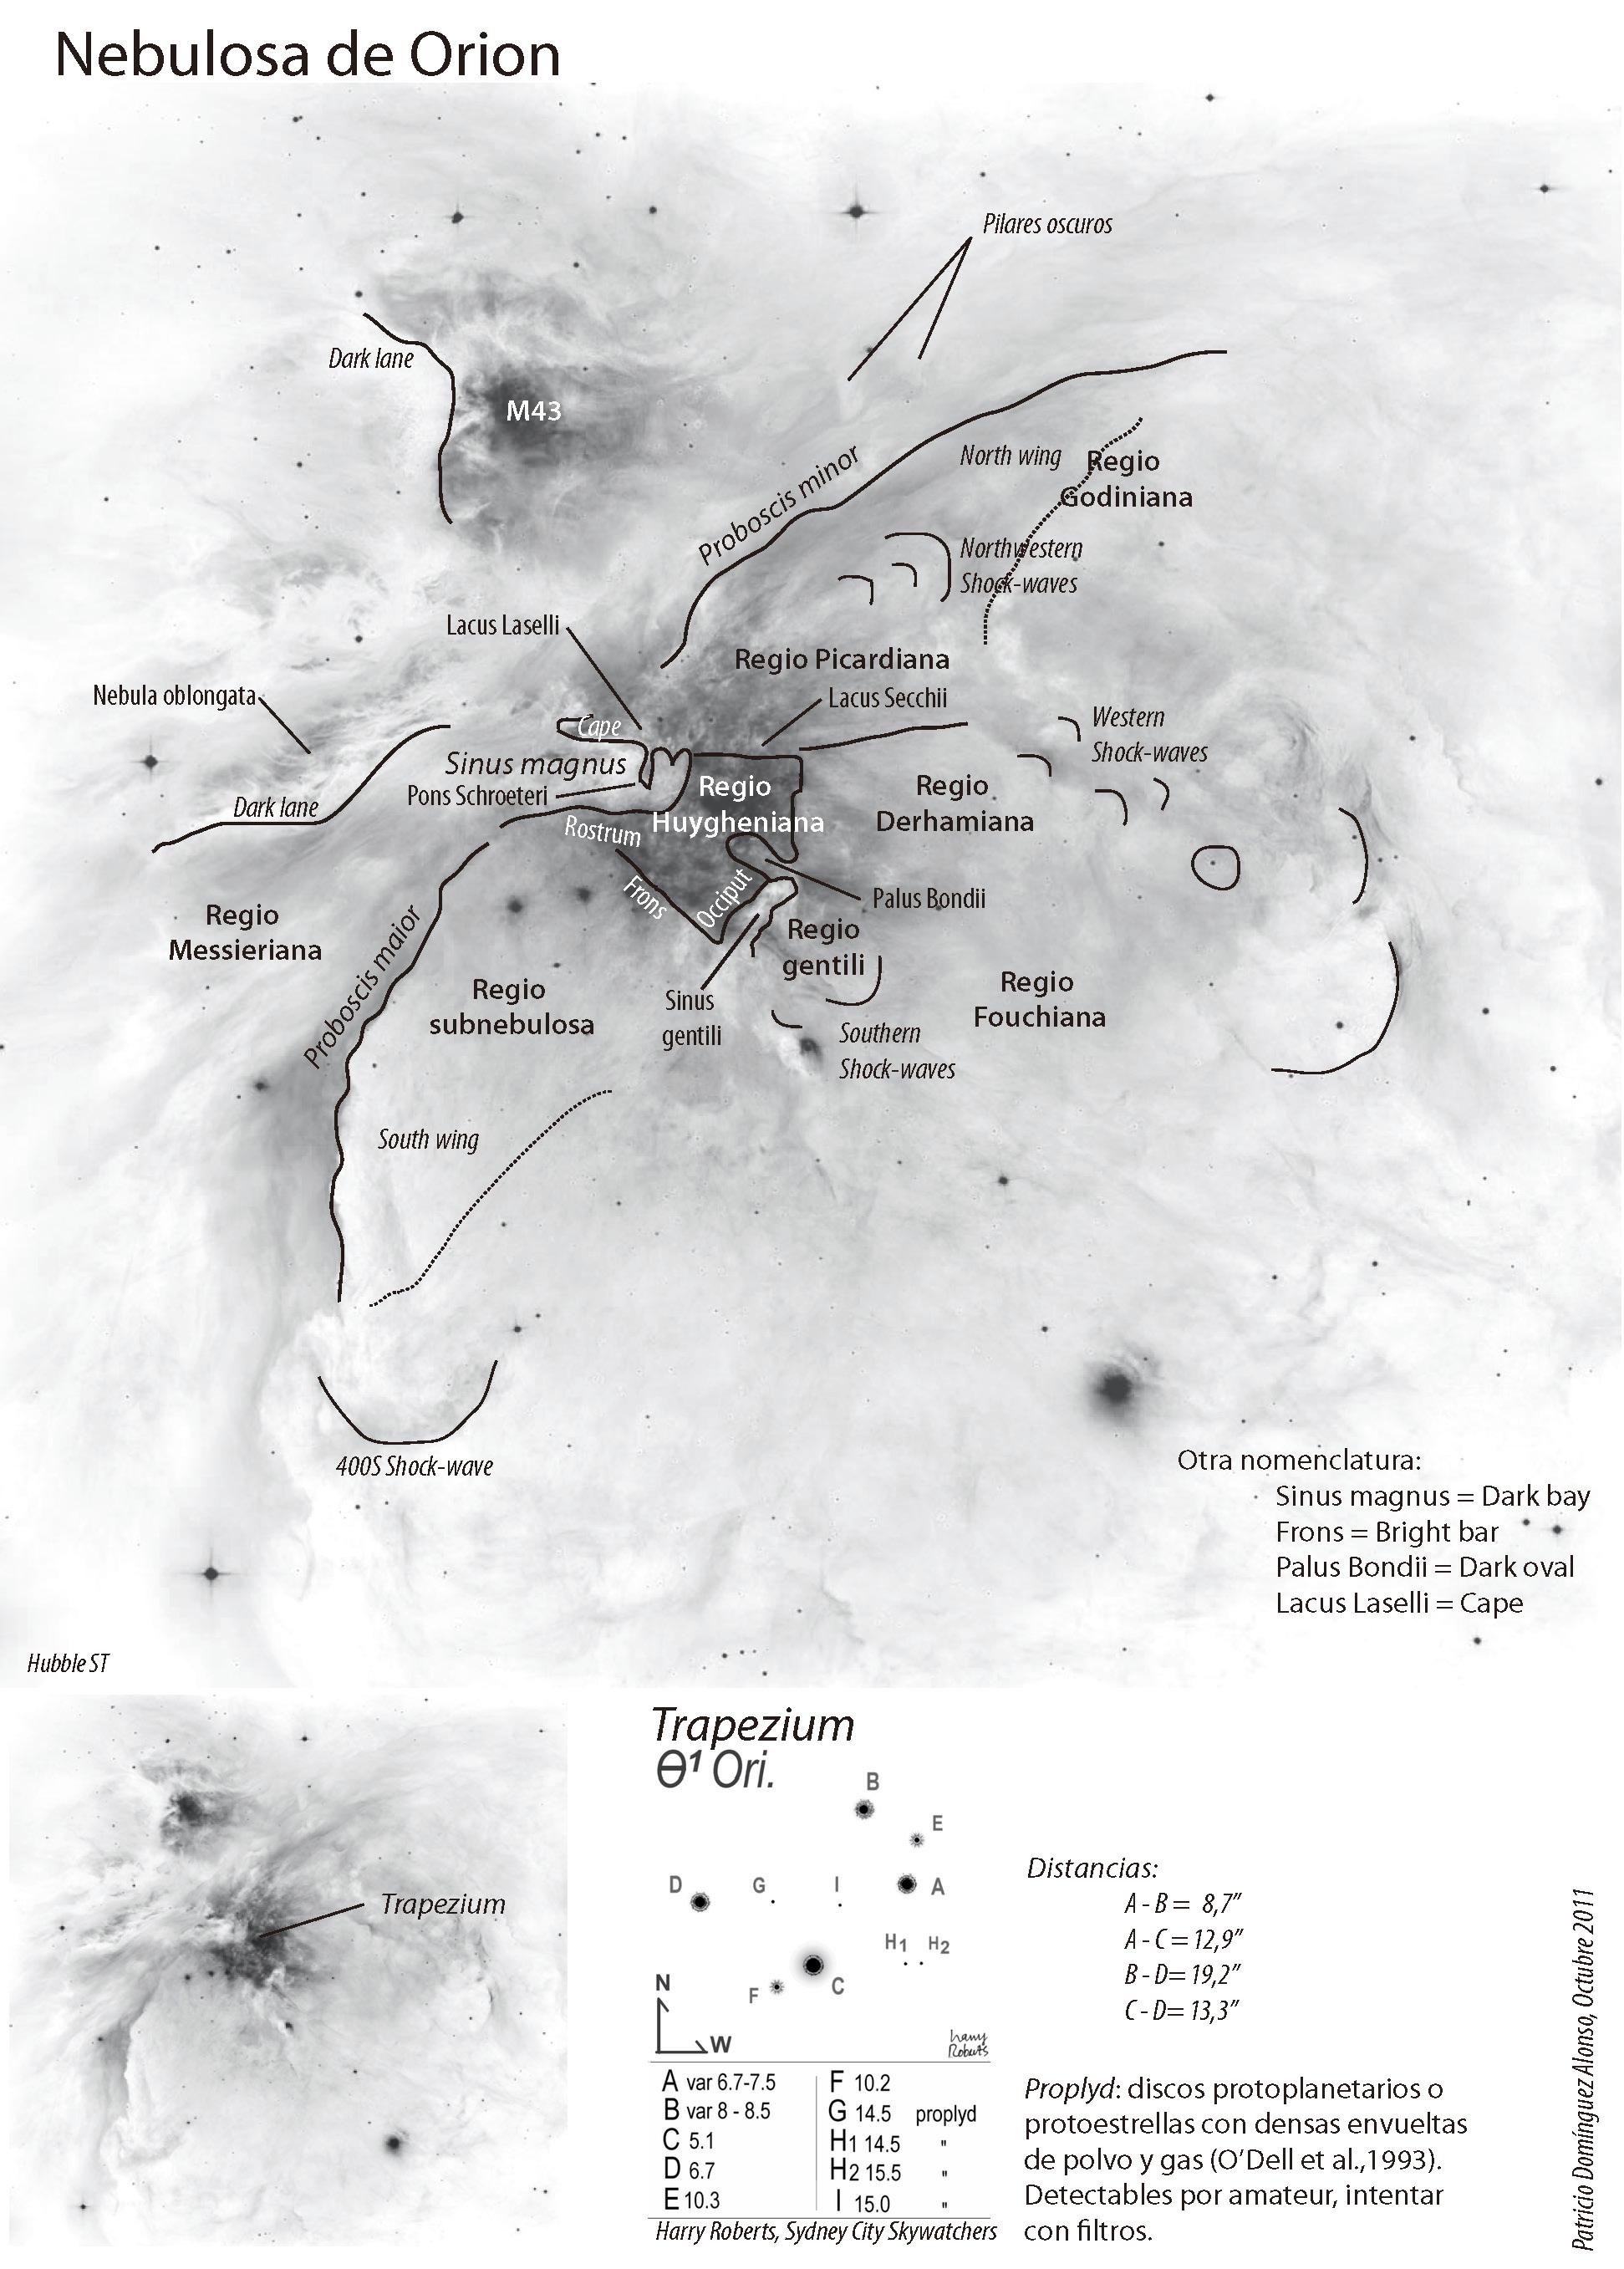 Nebulosa de Orion
Pilares oscuros
Dark lane
M43
North wing
Regio
Godiniana
Proboscis minor
Northwestern
Shock-waves
Lacus Laselli
Regio Picardiana
Nebula oblongata
Lacus Secchii
Cape
Western
Shock-waves
Sinus magnus
Pons Schroeteri
Regio
Huygheniana
Regio
Derhamiana
Dark lane
Rostrum
Frons
Occiput
Palus Bondii
Regio
Messieriana
Proboscis maior
Regio
gentili
Regio
subnebulosa
Sinus
gentili
Regio
Fouchiana
Southern
Shock-waves
South wing
400S Shock-wave
Otra nomenclatura:
Sinus magnus = Dark bay
Frons = Bright bar
Palus Bondii = Dark oval
Lacus Laselli = Cape
Hubble ST
Trapezium
Trapezium
θ¹ Ori.
B
E
D
G
I
A
H1 H2
F
C
N
W
Harry
Roberts
A var 6.7-7.5
B var 8 - 8.5
C 5.1
D 6.7
E 10.3
F 10.2
G 14.5 proplyd
H1 14.5 "
H2 15.5 "
I 15.0 "
Harry Roberts, Sydney City Skywatchers
Distancias:
A - B = 8,7”
A - C = 12,9”
B - D= 19,2”
C - D= 13,3”
Proplyd: discos protoplanetarios o
protoestrellas con densas envueltas
de polvo y gas (O’Dell et al.,1993).
Detectables por amateur, intentar
con filtros.
Patricio Domínguez Alonso, Octubre 2011